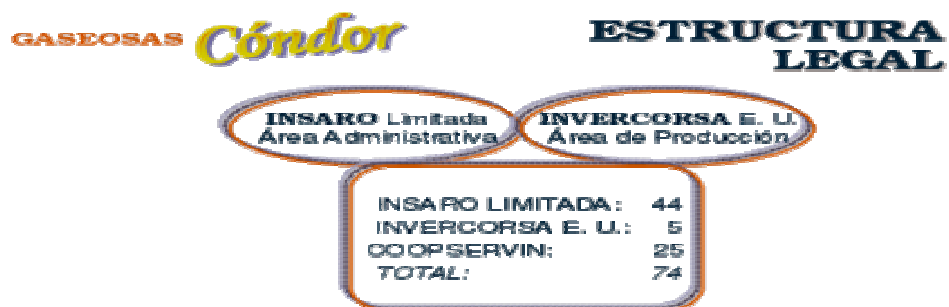 GASEOSAS Cóndor
ESTRUCTURA
LEGAL
INSARO Limitada
Área Administrativa
INVERCORSA E. U.
Área de Producción
INSARO LIMITADA: 44
INVERCORSA E. U.: 5
COOPSERVIN: 25
TOTAL: 74